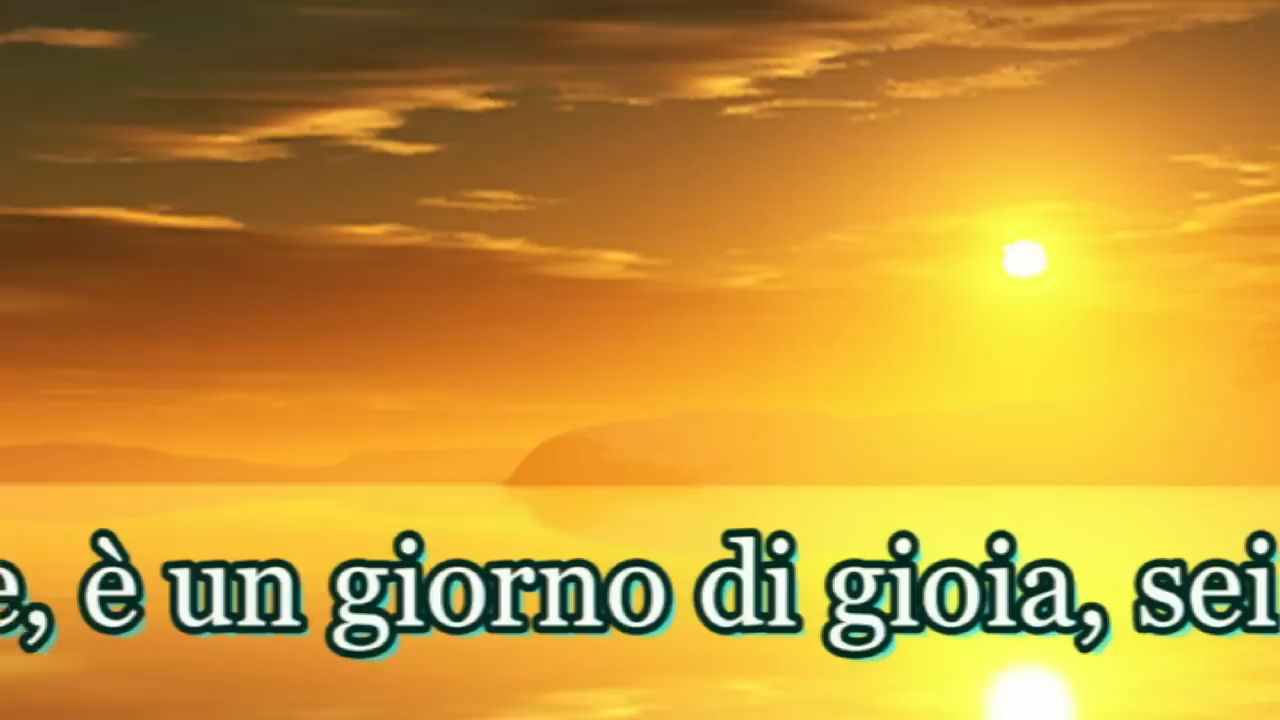 e, è un giorno di gioia, sei